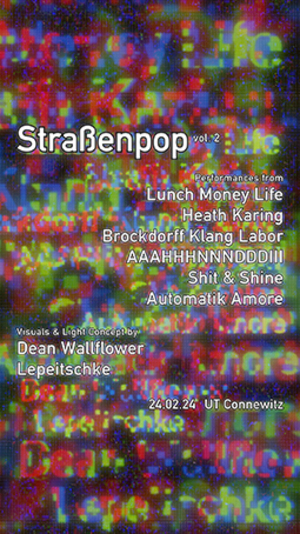 Straßenpop vol. 2
Performances from
Lunch Money Life
Heath Karing
Brockdorff Klang Labor
AAAHHHNNNDDDIII
Shit & Shine
Automatik Amore
Visuals & Light Concept by
Dean Wallflower
Lepeitschke
24.02.24 UT Connewitz